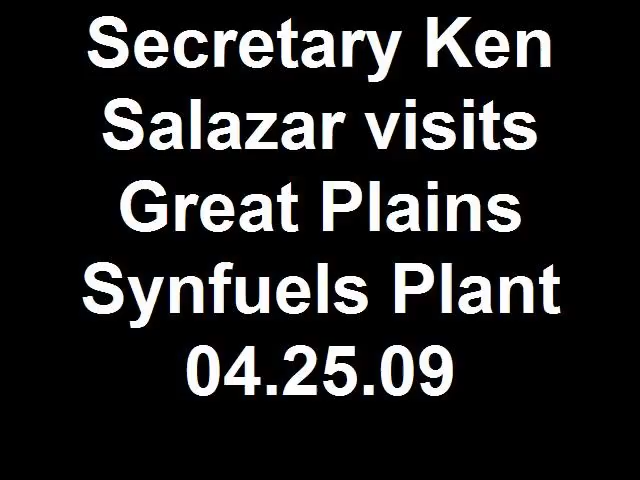 Secretary Ken
Salazar visits
Great Plains
Synfuels Plant
04.25.09